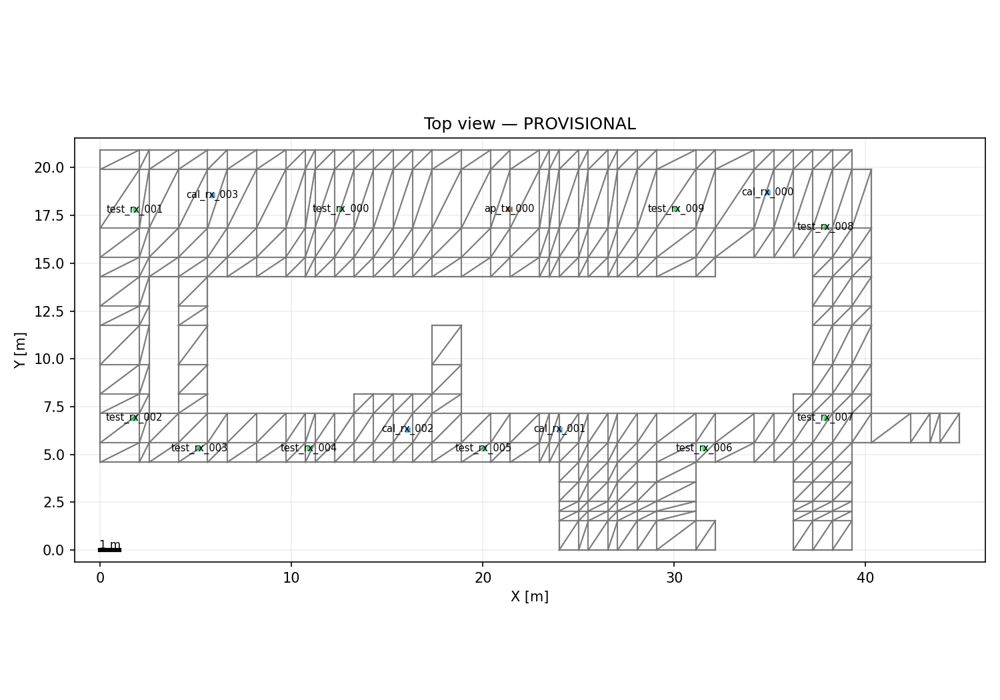 Top view — PROVISIONAL
20.0
17.5
15.0
12.5
10.0
7.5
5.0
2.5
0.0
Y [m]
cal_rx_003
cal_rx_000
test_rx_001
test_rx_000
ap_tx_000
test_rx_009
test_rx_008
test_rx_002
test_rx_007
cal_rx_002
cal_rx_001
test_rx_003
test_rx_004
test_rx_005
test_rx_006
1 m
0
10
20
30
40
X [m]